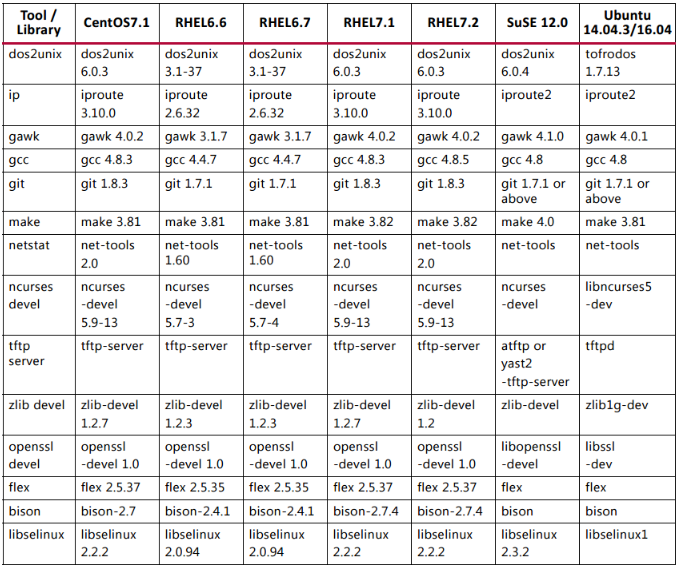 Tool / Library | CentOS7.1 | RHEL6.6 | RHEL6.7 | RHEL7.1 | RHEL7.2 | SuSE 12.0 | Ubuntu 14.04.3/16.04
dos2unix | dos2unix 6.0.3 | dos2unix 3.1-37 | dos2unix 3.1-37 | dos2unix 6.0.3 | dos2unix 6.0.3 | dos2unix 6.0.4 | tofrodos 1.7.13
ip | iproute 3.10.0 | iproute 2.6.32 | iproute 2.6.32 | iproute 3.10.0 | iproute 3.10.0 | iproute2 | iproute2
gawk | gawk 4.0.2 | gawk 3.1.7 | gawk 3.1.7 | gawk 4.0.2 | gawk 4.0.2 | gawk 4.1.0 | gawk 4.0.1
gcc | gcc 4.8.3 | gcc 4.4.7 | gcc 4.4.7 | gcc 4.8.3 | gcc 4.8.5 | gcc 4.8 | gcc 4.8
git | git 1.8.3 | git 1.7.1 | git 1.7.1 | git 1.8.3 | git 1.8.3 | git 1.7.1 or above | git 1.7.1 or above
make | make 3.81 | make 3.81 | make 3.81 | make 3.82 | make 3.82 | make 4.0 | make 3.81
netstat | net-tools 2.0 | net-tools 1.60 | net-tools 1.60 | net-tools 2.0 | net-tools 2.0 | net-tools | net-tools
ncurses devel | ncurses -devel 5.9-13 | ncurses -devel 5.7-3 | ncurses -devel 5.7-4 | ncurses -devel 5.9-13 | ncurses -devel 5.9-13 | ncurses -devel | libncurses5 -dev
tftp server | tftp-server | tftp-server | tftp-server | tftp-server | tftp-server | atftp or yast2 -tftp-server | tftpd
zlib devel | zlib-devel 1.2.7 | zlib-devel 1.2.3 | zlib-devel 1.2.3 | zlib-devel 1.2.7 | zlib-devel 1.2 | zlib-devel | zlib1g-dev
openssl devel | openssl -devel 1.0 | openssl -devel 1.0 | openssl -devel 1.0 | openssl -devel 1.0 | openssl -devel 1.0 | libopenssl -devel | libssl -dev
flex | flex 2.5.37 | flex 2.5.35 | flex 2.5.35 | flex 2.5.37 | flex 2.5.37 | flex | flex
bison | bison-2.7 | bison-2.4.1 | bison-2.4.1 | bison-2.7.4 | bison-2.7.4 | bison | bison
libselinux | libselinux 2.2.2 | libselinux 2.0.94 | libselinux 2.0.94 | libselinux 2.2.2 | libselinux 2.2.2 | libselinux 2.3.2 | libselinux1